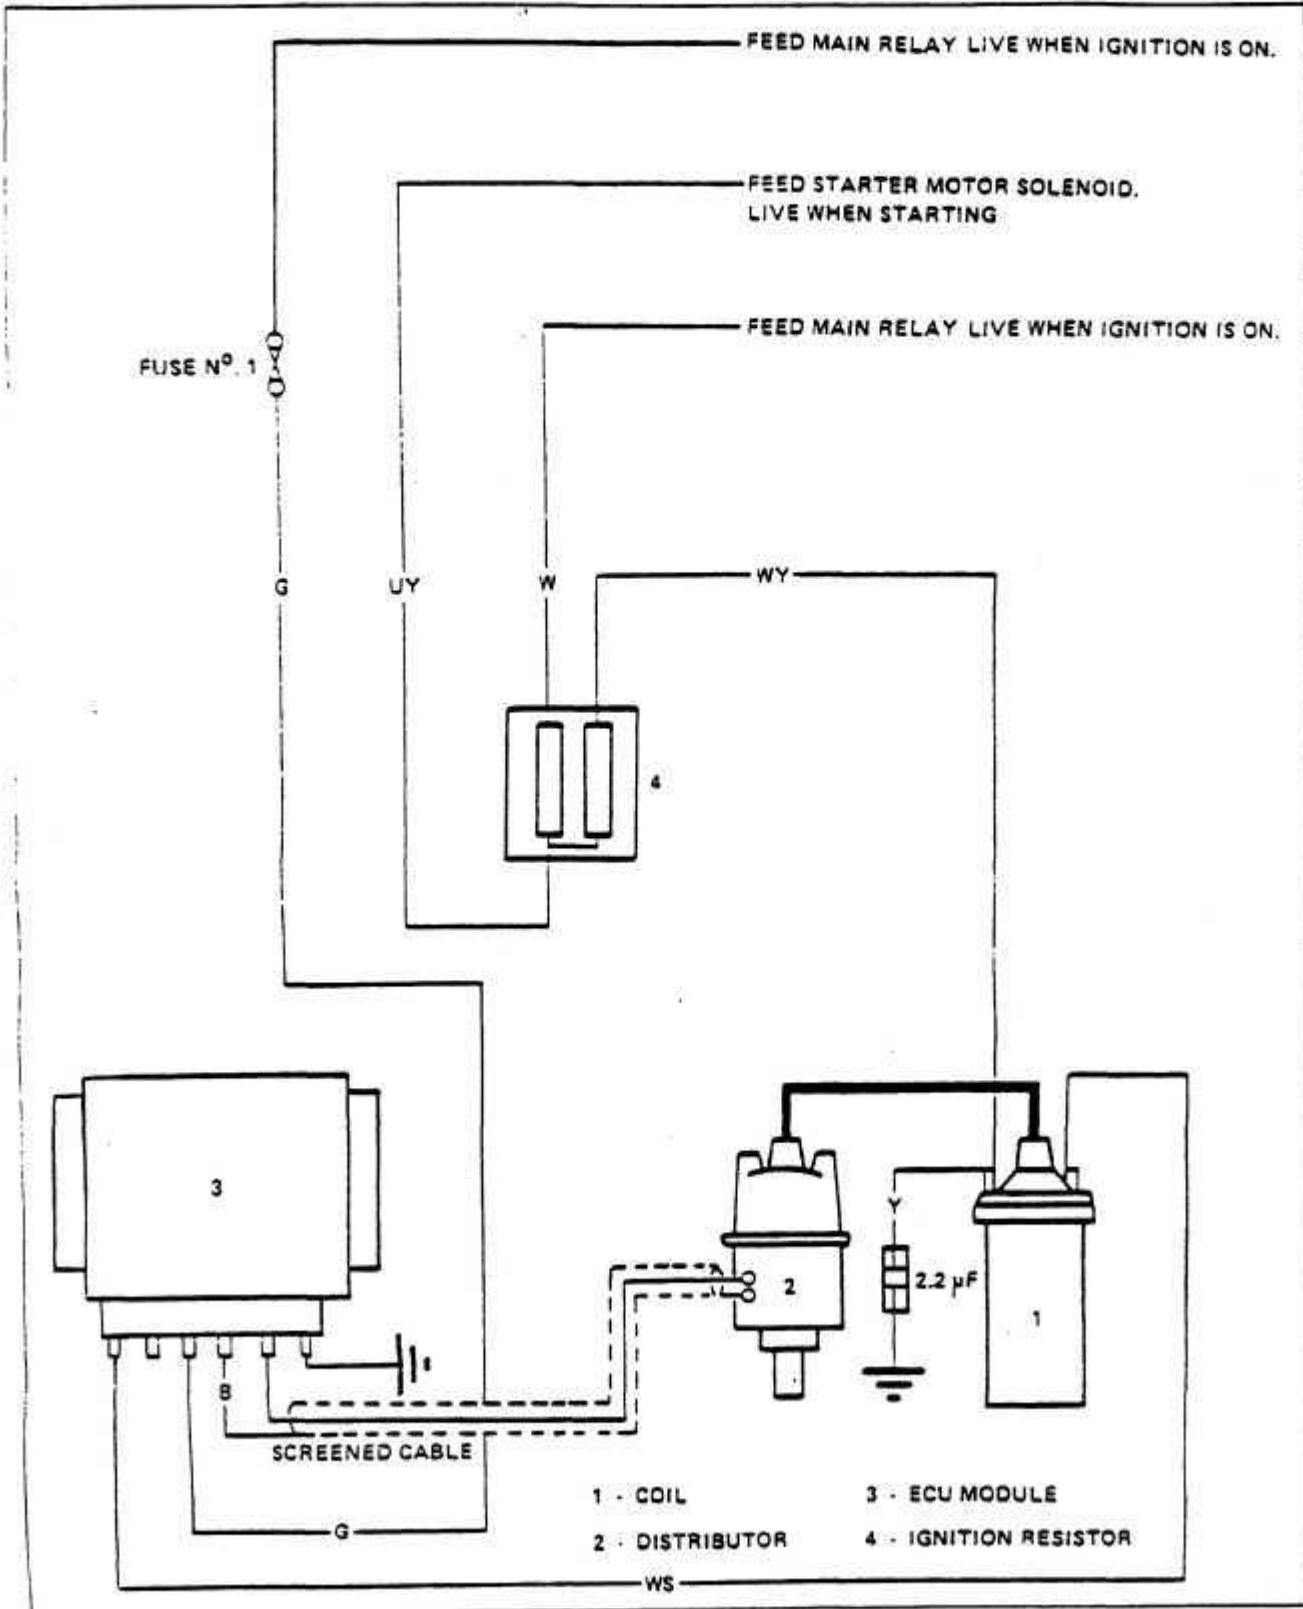 FEED MAIN RELAY LIVE WHEN IGNITION IS ON.
FEED STARTER MOTOR SOLENOID.
LIVE WHEN STARTING
FEED MAIN RELAY LIVE WHEN IGNITION IS ON.
FUSE Nº. 1
G
UY
W
WY
4
3
Y
2
2.2 µF
1
B
SCREENED CABLE
G
1 - COIL
3 - ECU MODULE
2 - DISTRIBUTOR
4 - IGNITION RESISTOR
WS